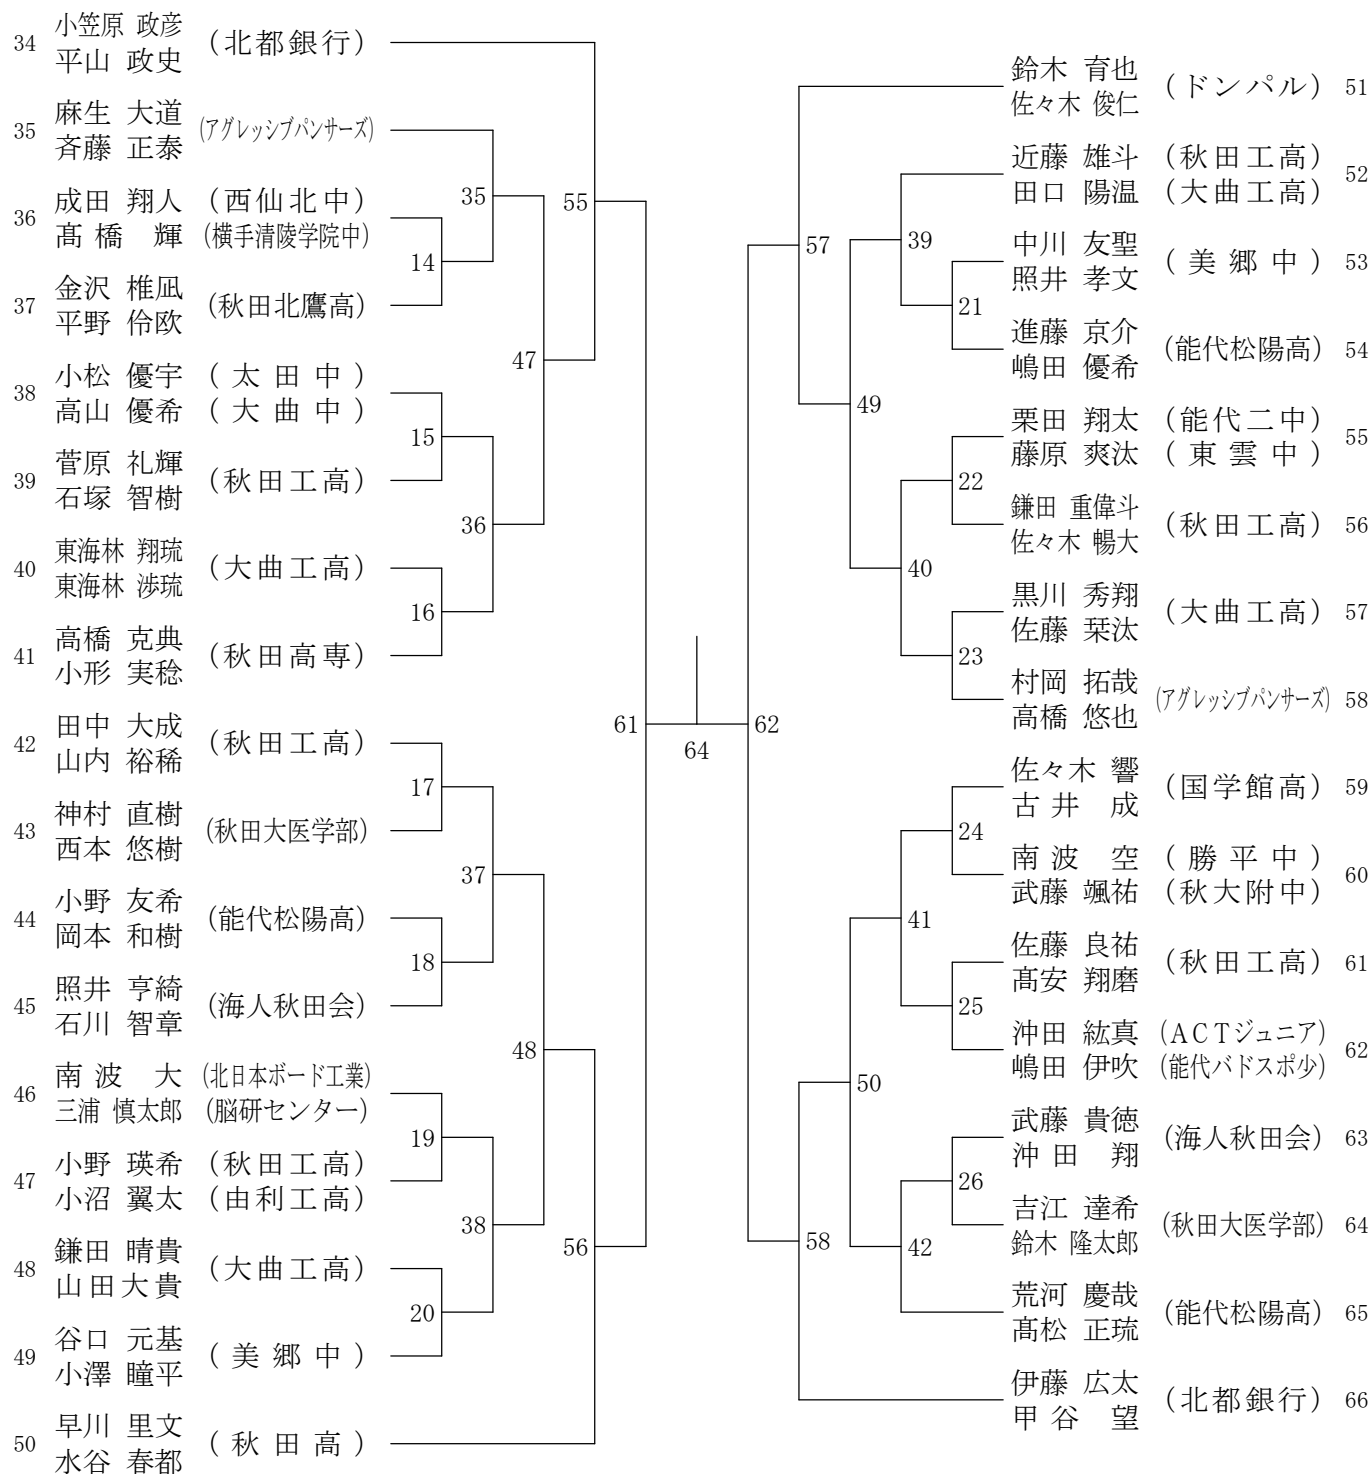 34 小笠原 政彦 (北都銀行)
平山 政史
35 麻生 大道 (アグレッシブパンサーズ)
斉藤 正泰
36 成田 翔人 (西仙北中)
髙橋 輝 (横手清陵学院中)
37 金沢 椎凪 (秋田北鷹高)
平野 伶欧
38 小松 優宇 (太田中)
高山 優希 (大曲中)
39 菅原 礼輝 (秋田工高)
石塚 智樹
40 東海林 翔琉 (大曲工高)
東海林 渉琉
41 高橋 克典 (秋田高専)
小形 実稔
42 田中 大成 (秋田工高)
山内 裕稀
43 神村 直樹 (秋田大医学部)
西本 悠樹
44 小野 友希 (能代松陽高)
岡本 和樹
45 照井 亨綺 (海人秋田会)
石川 智章
46 南波 大 (北日本ボード工業)
三浦 慎太郎 (脳研センター)
47 小野 瑛希 (秋田工高)
小沼 翼太 (由利工高)
48 鎌田 晴貴 (大曲工高)
山田大貴
49 谷口 元基 (美郷中)
小澤 瞳平
50 早川 里文 (秋田高)
水谷 春都
14
15
16
17
18
19
20
35
36
37
38
47
48
55
56
61
64
62
57
58
49
50
39
40
41
42
21
22
23
24
25
26
鈴木 育也 (ドンパル) 51
佐々木 俊仁
近藤 雄斗 (秋田工高) 52
田口 陽温 (大曲工高)
中川 友聖 (美郷中) 53
照井 孝文
進藤 京介 (能代松陽高) 54
嶋田 優希
栗田 翔太 (能代二中) 55
藤原 爽汰 (東雲中)
鎌田 重偉斗 (秋田工高) 56
佐々木 暢大
黒川 秀翔 (大曲工高) 57
佐藤 栞汰
村岡 拓哉 (アグレッシブパンサーズ) 58
高橋 悠也
佐々木 響 (国学館高) 59
古井 成
南波 空 (勝平中) 60
武藤 颯祐 (秋大附中)
佐藤 良祐 (秋田工高) 61
髙安 翔磨
沖田 紘真 (ACTジュニア) 62
嶋田 伊吹 (能代バドスポ少)
武藤 貴徳 (海人秋田会) 63
沖田 翔
吉江 達希 (秋田大医学部) 64
鈴木 隆太郎
荒河 慶哉 (能代松陽高) 65
髙松 正琉
伊藤 広太 (北都銀行) 66
甲谷 望